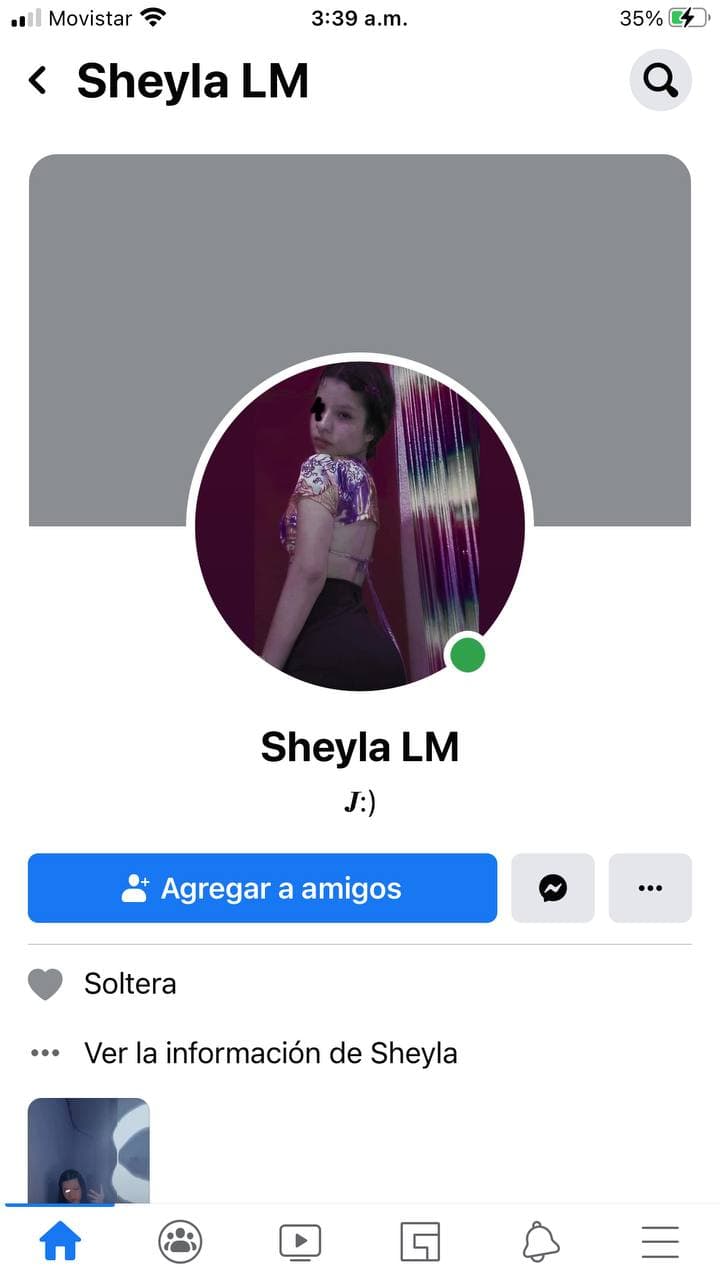 Movistar 3:39 a.m. 35%
Sheyla LM
Sheyla LM
J:)
Agregar a amigos
Soltera
Ver la información de Sheyla